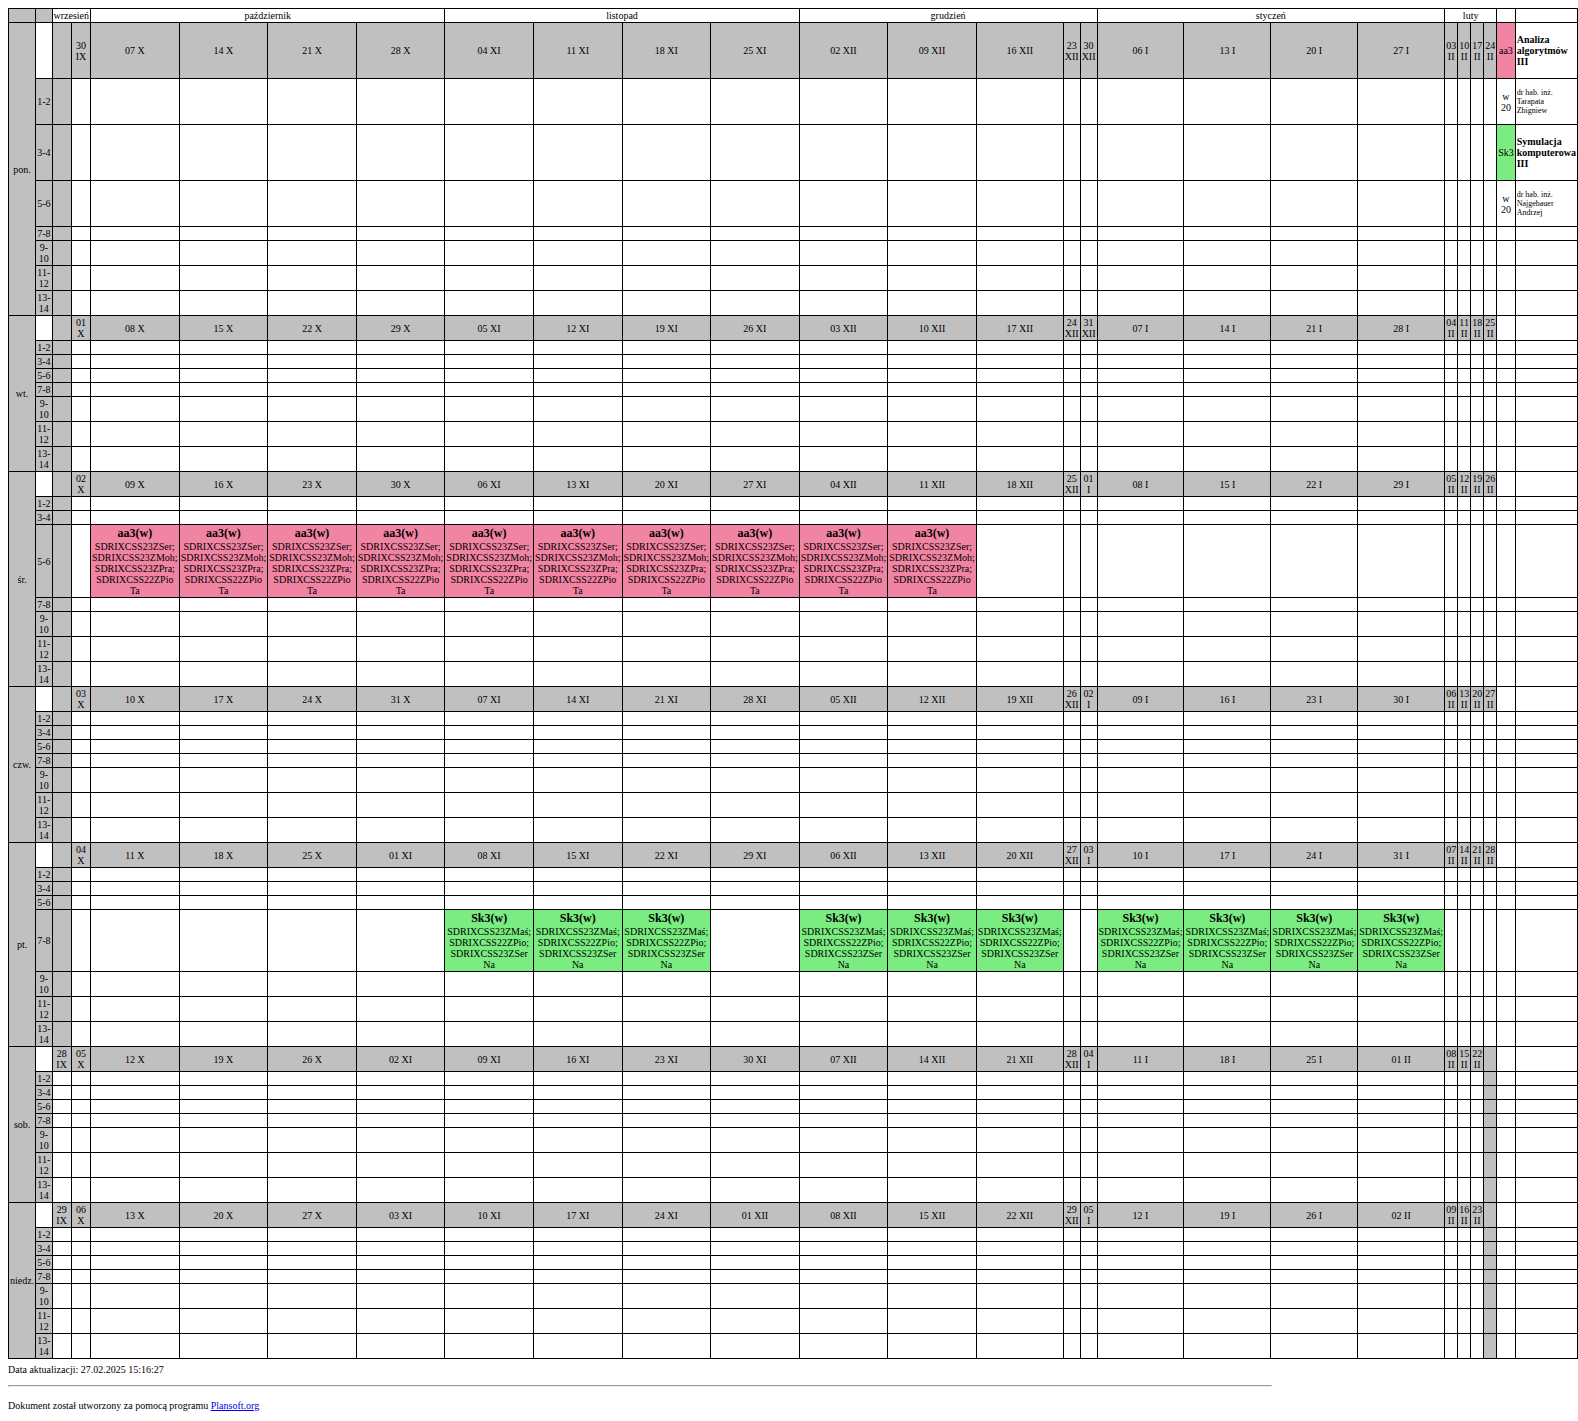 wrzesień październik listopad grudzień styczeń luty
pon. 30 IX 07 X 14 X 21 X 28 X 04 XI 11 XI 18 XI 25 XI 02 XII 09 XII 16 XII 23 XII 30 XII 06 I 13 I 20 I 27 I 03 II 10 II 17 II 24 II aa3 Analiza algorytmów III
1-2 w 20 dr hab. inż. Tarapata Zbigniew
3-4 Sk3 Symulacja komputerowa III
5-6 w 20 dr hab. inż. Najgebauer Andrzej
7-8
9-10
11-12
13-14
wt. 01 X 08 X 15 X 22 X 29 X 05 XI 12 XI 19 XI 26 XI 03 XII 10 XII 17 XII 24 XII 31 XII 07 I 14 I 21 I 28 I 04 II 11 II 18 II 25 II
1-2
3-4
5-6
7-8
9-10
11-12
13-14
śr. 02 X 09 X 16 X 23 X 30 X 06 XI 13 XI 20 XI 27 XI 04 XII 11 XII 18 XII 25 XII 01 I 08 I 15 I 22 I 29 I 05 II 12 II 19 II 26 II
1-2
3-4
5-6 aa3(w) aa3(w) aa3(w) aa3(w) aa3(w) aa3(w) aa3(w) aa3(w) aa3(w) aa3(w)
SDRIXCSS23ZSer; SDRIXCSS23ZSer; SDRIXCSS23ZSer; SDRIXCSS23ZSer; SDRIXCSS23ZSer; SDRIXCSS23ZSer; SDRIXCSS23ZSer; SDRIXCSS23ZSer; SDRIXCSS23ZSer; SDRIXCSS23ZSer;
SDRIXCSS23ZMoh; SDRIXCSS23ZMoh; SDRIXCSS23ZMoh; SDRIXCSS23ZMoh; SDRIXCSS23ZMoh; SDRIXCSS23ZMoh; SDRIXCSS23ZMoh; SDRIXCSS23ZMoh; SDRIXCSS23ZMoh; SDRIXCSS23ZMoh;
SDRIXCSS23ZPra; SDRIXCSS23ZPra; SDRIXCSS23ZPra; SDRIXCSS23ZPra; SDRIXCSS23ZPra; SDRIXCSS23ZPra; SDRIXCSS23ZPra; SDRIXCSS23ZPra; SDRIXCSS23ZPra; SDRIXCSS23ZPra;
SDRIXCSS22ZPio SDRIXCSS22ZPio SDRIXCSS22ZPio SDRIXCSS22ZPio SDRIXCSS22ZPio SDRIXCSS22ZPio SDRIXCSS22ZPio SDRIXCSS22ZPio SDRIXCSS22ZPio SDRIXCSS22ZPio
Ta Ta Ta Ta Ta Ta Ta Ta Ta Ta
7-8
9-10
11-12
13-14
czw. 03 X 10 X 17 X 24 X 31 X 07 XI 14 XI 21 XI 28 XI 05 XII 12 XII 19 XII 26 XII 02 I 09 I 16 I 23 I 30 I 06 II 13 II 20 II 27 II
1-2
3-4
5-6
7-8
9-10
11-12
13-14
pt. 04 X 11 X 18 X 25 X 01 XI 08 XI 15 XI 22 XI 29 XI 06 XII 13 XII 20 XII 27 XII 03 I 10 I 17 I 24 I 31 I 07 II 14 II 21 II 28 II
1-2
3-4
5-6
7-8 Sk3(w) Sk3(w) Sk3(w) Sk3(w) Sk3(w) Sk3(w) Sk3(w) Sk3(w) Sk3(w) Sk3(w)
SDRIXCSS23ZMaś; SDRIXCSS23ZMaś; SDRIXCSS23ZMaś; SDRIXCSS23ZMaś; SDRIXCSS23ZMaś; SDRIXCSS23ZMaś; SDRIXCSS23ZMaś; SDRIXCSS23ZMaś; SDRIXCSS23ZMaś; SDRIXCSS23ZMaś;
SDRIXCSS22ZPio; SDRIXCSS22ZPio; SDRIXCSS22ZPio; SDRIXCSS22ZPio; SDRIXCSS22ZPio; SDRIXCSS22ZPio; SDRIXCSS22ZPio; SDRIXCSS22ZPio; SDRIXCSS22ZPio; SDRIXCSS22ZPio;
SDRIXCSS23ZSer SDRIXCSS23ZSer SDRIXCSS23ZSer SDRIXCSS23ZSer SDRIXCSS23ZSer SDRIXCSS23ZSer SDRIXCSS23ZSer SDRIXCSS23ZSer SDRIXCSS23ZSer SDRIXCSS23ZSer
Na Na Na Na Na Na Na Na Na Na
9-10
11-12
13-14
sob. 28 IX 05 X 12 X 19 X 26 X 02 XI 09 XI 16 XI 23 XI 30 XI 07 XII 14 XII 21 XII 28 XII 04 I 11 I 18 I 25 I 01 II 08 II 15 II 22 II
1-2
3-4
5-6
7-8
9-10
11-12
13-14
niedz. 29 IX 06 X 13 X 20 X 27 X 03 XI 10 XI 17 XI 24 XI 01 XII 08 XII 15 XII 22 XII 29 XII 05 I 12 I 19 I 26 I 02 II 09 II 16 II 23 II
1-2
3-4
5-6
7-8
9-10
11-12
13-14
Data aktualizacji: 27.02.2025 15:16:27
Dokument został utworzony za pomocą programu Plansoft.org